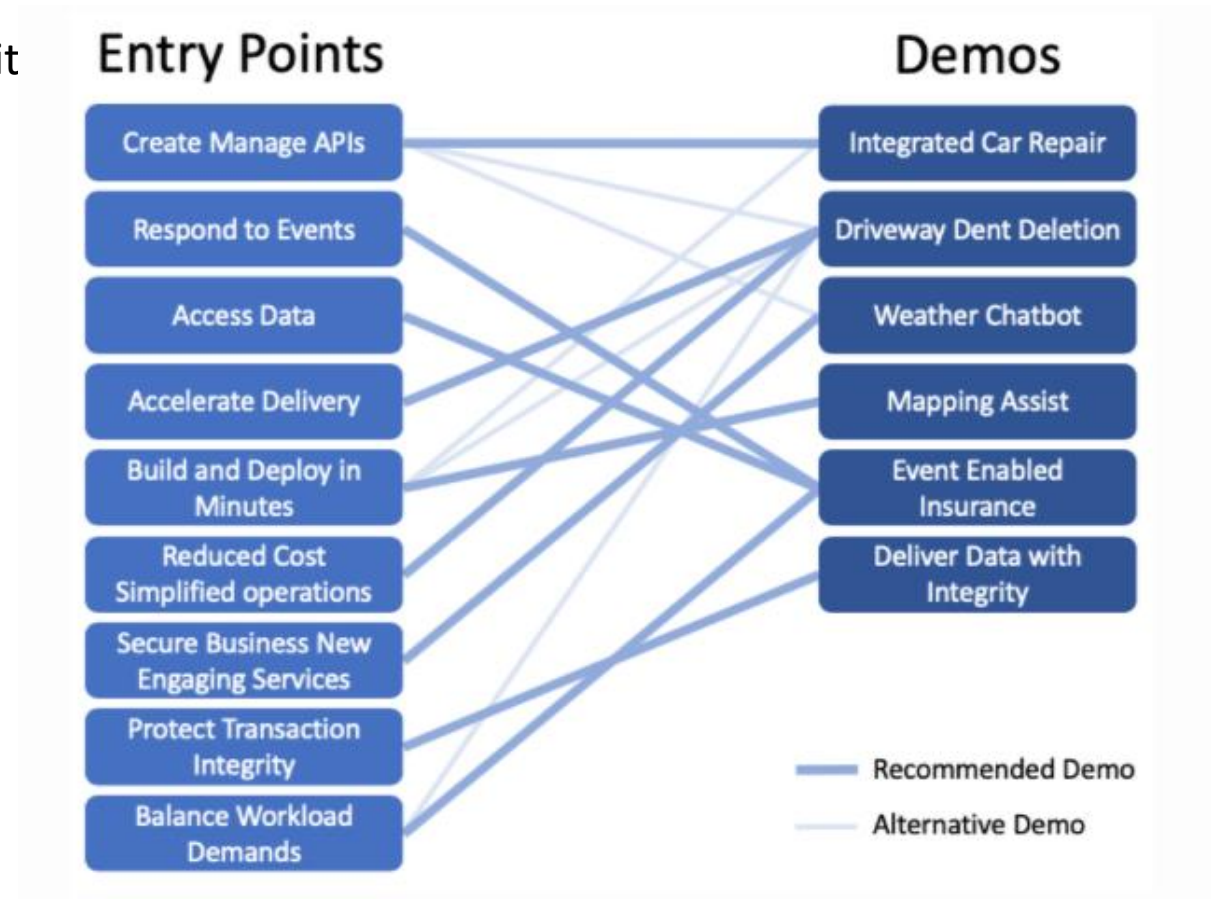 it
Entry Points
Demos
Create Manage APIs
Integrated Car Repair
Respond to Events
Driveway Dent Deletion
Access Data
Weather Chatbot
Accelerate Delivery
Mapping Assist
Build and Deploy in
Minutes
Event Enabled
Insurance
Reduced Cost
Simplified operations
Deliver Data with
Integrity
Secure Business New
Engaging Services
Protect Transaction
Integrity
Balance Workload
Demands
Recommended Demo
Alternative Demo